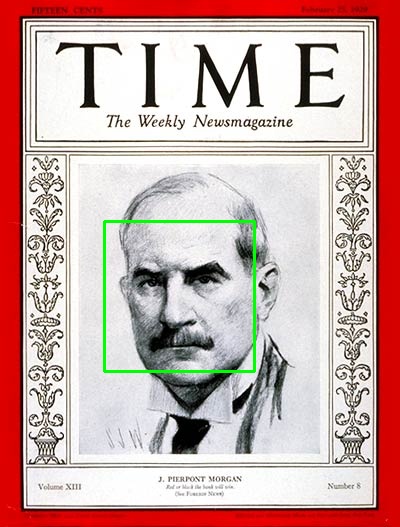 FIFTEEN CENTS
February 25, 1929
TIME
The Weekly Newsmagazine
J. PIERPONT MORGAN
Red or black the bank will win.
(See FOREIGN NEWS)
Volume XIII
Number 8